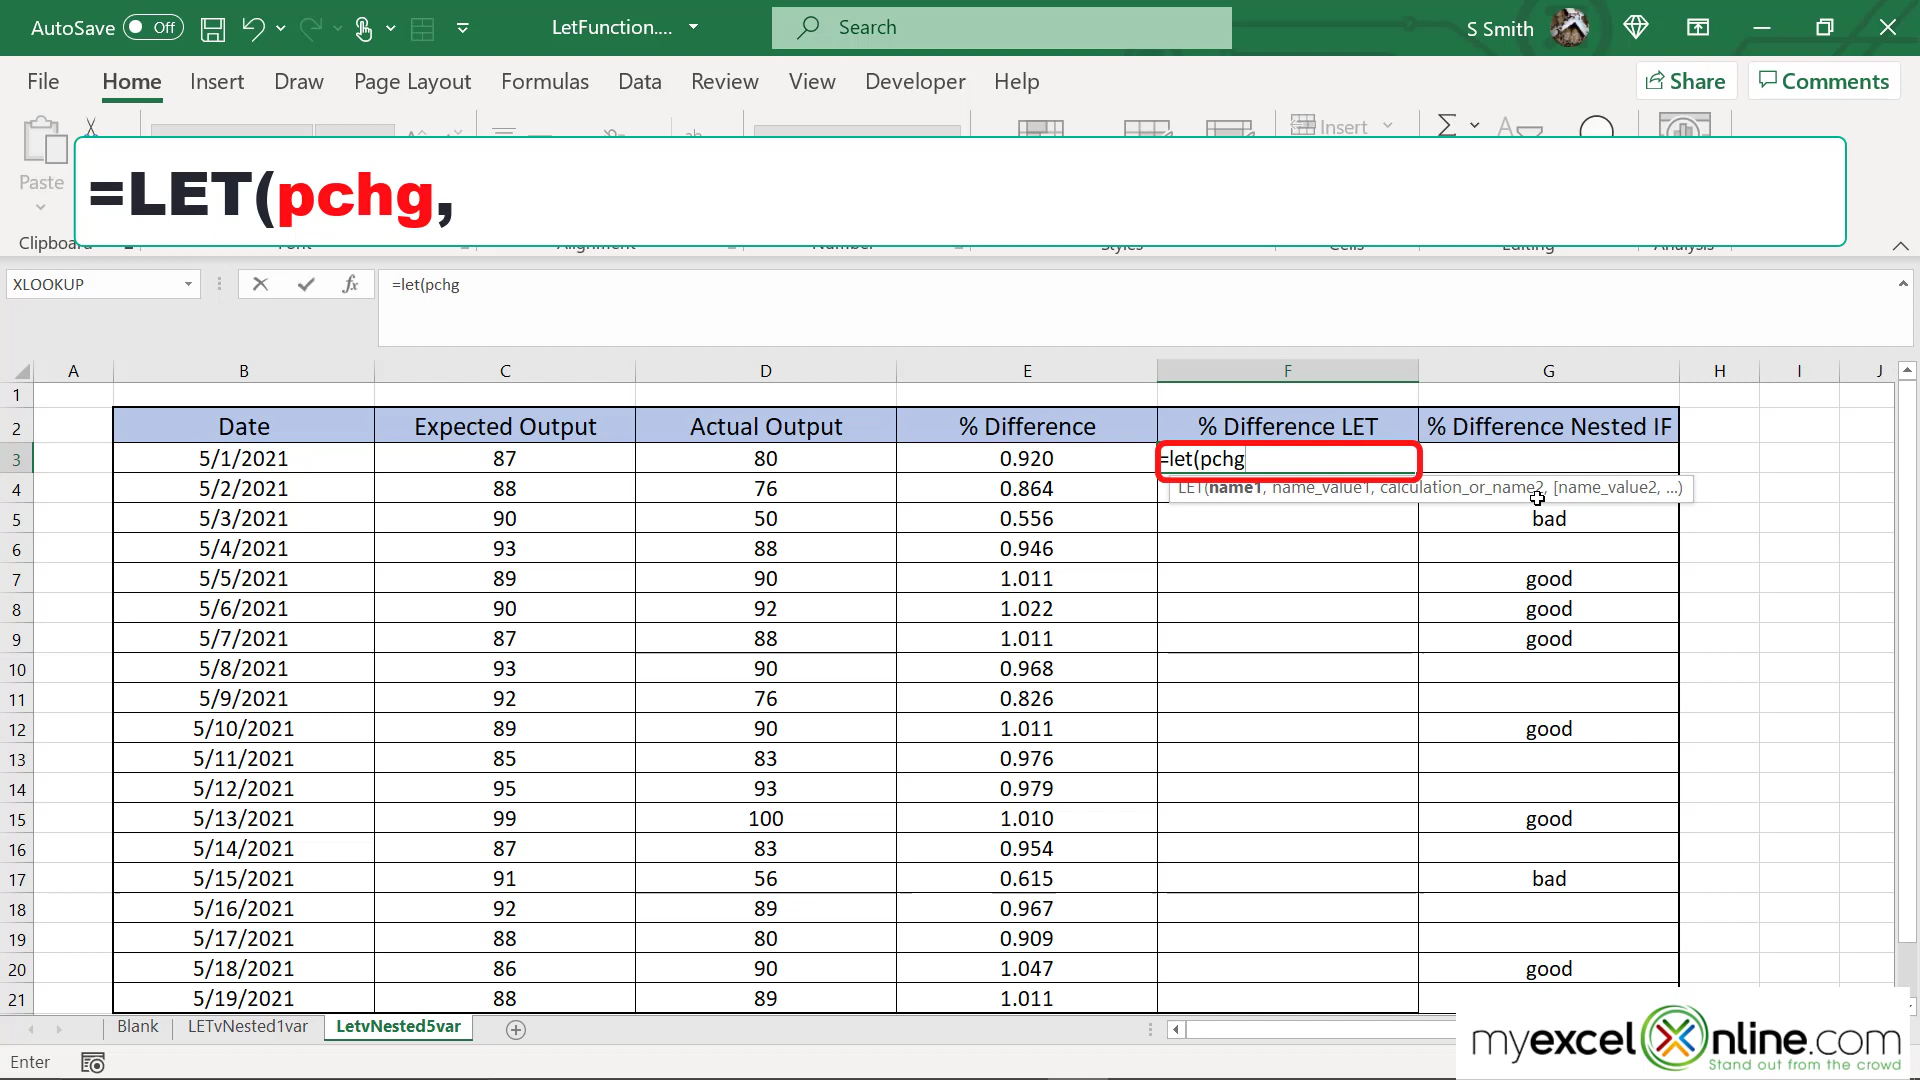 AutoSave Off LetFunction.... Search S Smith
File Home Insert Draw Page Layout Formulas Data Review View Developer Help Share Comments
Insert
Paste
=LET(pchg,
Clipboard
XLOOKUP fx =let(pchg
A B C D E F G H I J
1
2 Date Expected Output Actual Output % Difference % Difference LET % Difference Nested IF
3 5/1/2021 87 80 0.920 =let(pchg
4 5/2/2021 88 76 0.864 LET(name1, name_value1, calculation_or_name2, [name_value2, ...)
5 5/3/2021 90 50 0.556 bad
6 5/4/2021 93 88 0.946
7 5/5/2021 89 90 1.011 good
8 5/6/2021 90 92 1.022 good
9 5/7/2021 87 88 1.011 good
10 5/8/2021 93 90 0.968
11 5/9/2021 92 76 0.826
12 5/10/2021 89 90 1.011 good
13 5/11/2021 85 83 0.976
14 5/12/2021 95 93 0.979
15 5/13/2021 99 100 1.010 good
16 5/14/2021 87 83 0.954
17 5/15/2021 91 56 0.615 bad
18 5/16/2021 92 89 0.967
19 5/17/2021 88 80 0.909
20 5/18/2021 86 90 1.047 good
21 5/19/2021 88 89 1.011
Blank LETvNested1var LetvNested5var
Enter
myexcelOnline.com
Stand out from the crowd